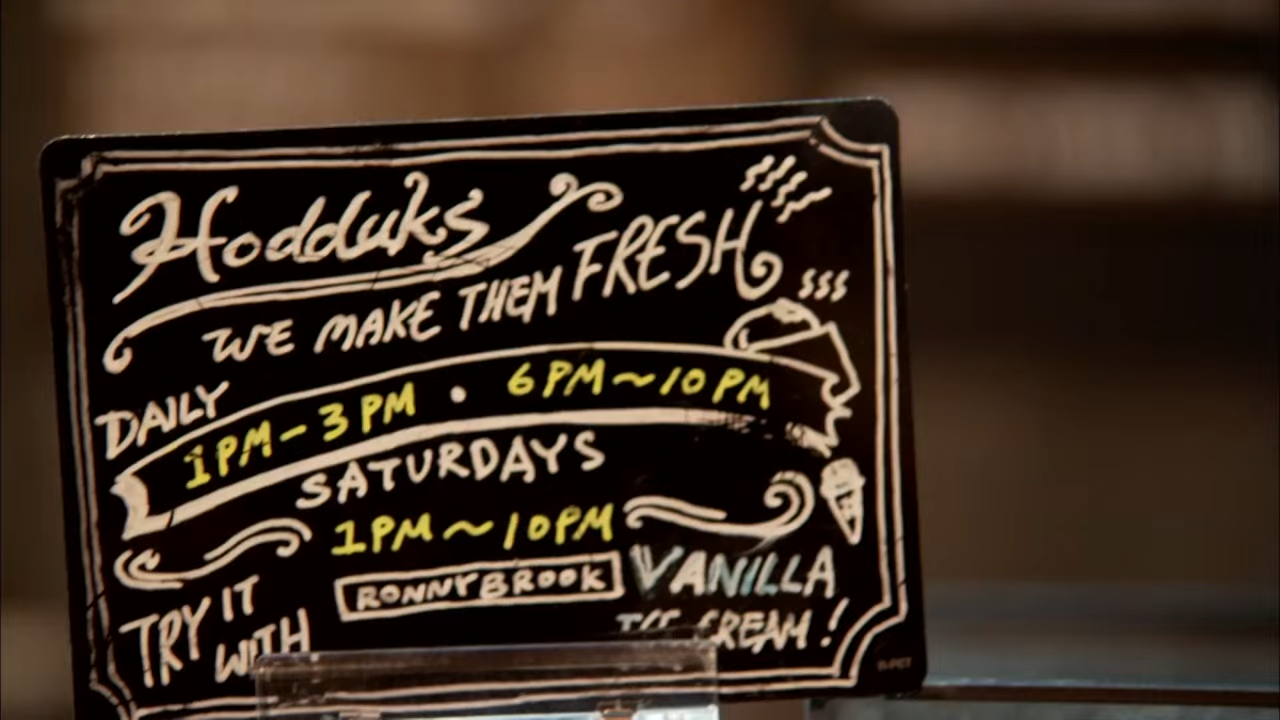 Hodduks
WE MAKE THEM FRESH
DAILY
1PM-3PM • 6PM~10PM
SATURDAYS
1PM~10PM
TRY IT WITH
RONNYBROOK VANILLA
ICE CREAM!